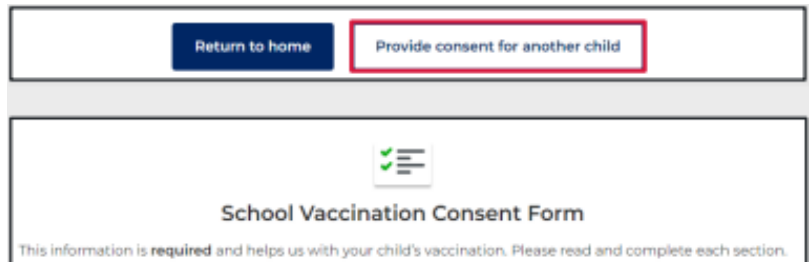 Return to home Provide consent for another child
School Vaccination Consent Form
This information is required and helps us with your child's vaccination. Please read and complete each section.